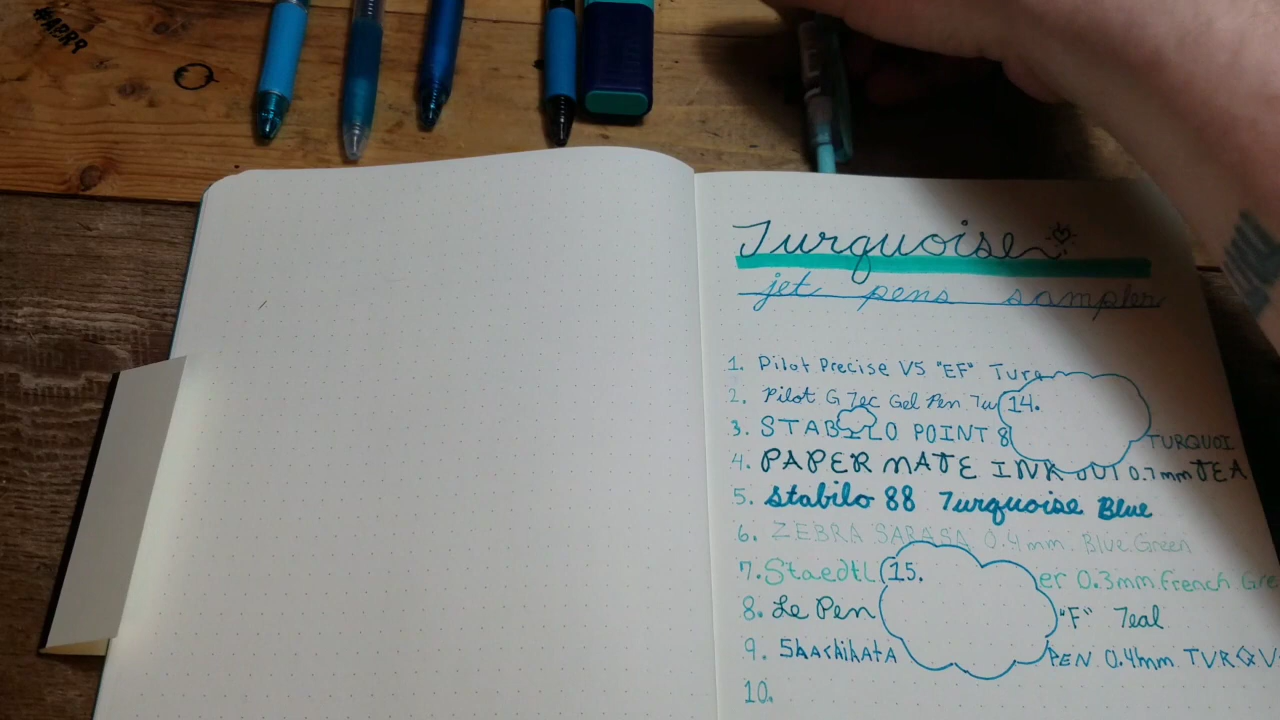 #ABR9
Turquoise
jet pens sampler
1. Pilot Precise V5 "EF" Turq
2. Pilot G Tec Gel Pen Tu
14.
3. STABILO POINT 8
TURQUOI
4. PAPER MATE INK JOI 0.7mm TEA
5. Stabilo 88 Turquoise Blue
6. ZEBRA SARASA 0.4mm Blue Green
7. Staedtl
15.
er 0.3mm French Gre
8. Le Pen
"F" Teal
9. Shachihata
PEN 0.4mm TURQU
10.